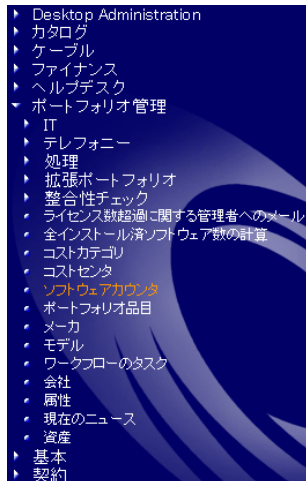 Desktop Administration
カタログ
ケーブル
ファイナンス
ヘルプデスク
ポートフォリオ管理
IT
テレフォニー
処理
拡張ポートフォリオ
整合性チェック
ライセンス数超過に関する管理者へのメール
全インストール済ソフトウェア数の計算
コストカテゴリ
コストセンタ
ソフトウェアカウンタ
ポートフォリオ品目
メーカ
モデル
ワークフローのタスク
会社
属性
現在のニュース
資産
基本
契約